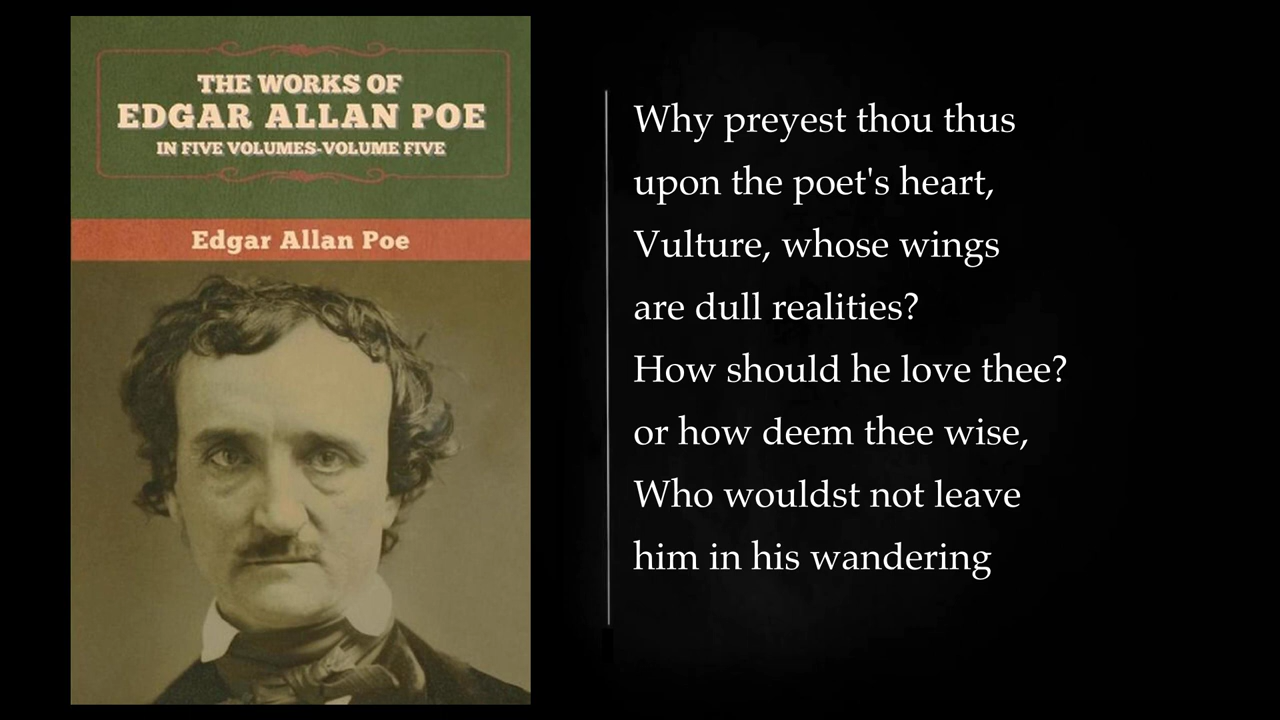 THE WORKS OF
EDGAR ALLAN POE
IN FIVE VOLUMES-VOLUME FIVE
Edgar Allan Poe
Why preyest thou thus
upon the poet's heart,
Vulture, whose wings
are dull realities?
How should he love thee?
or how deem thee wise,
Who wouldst not leave
him in his wandering